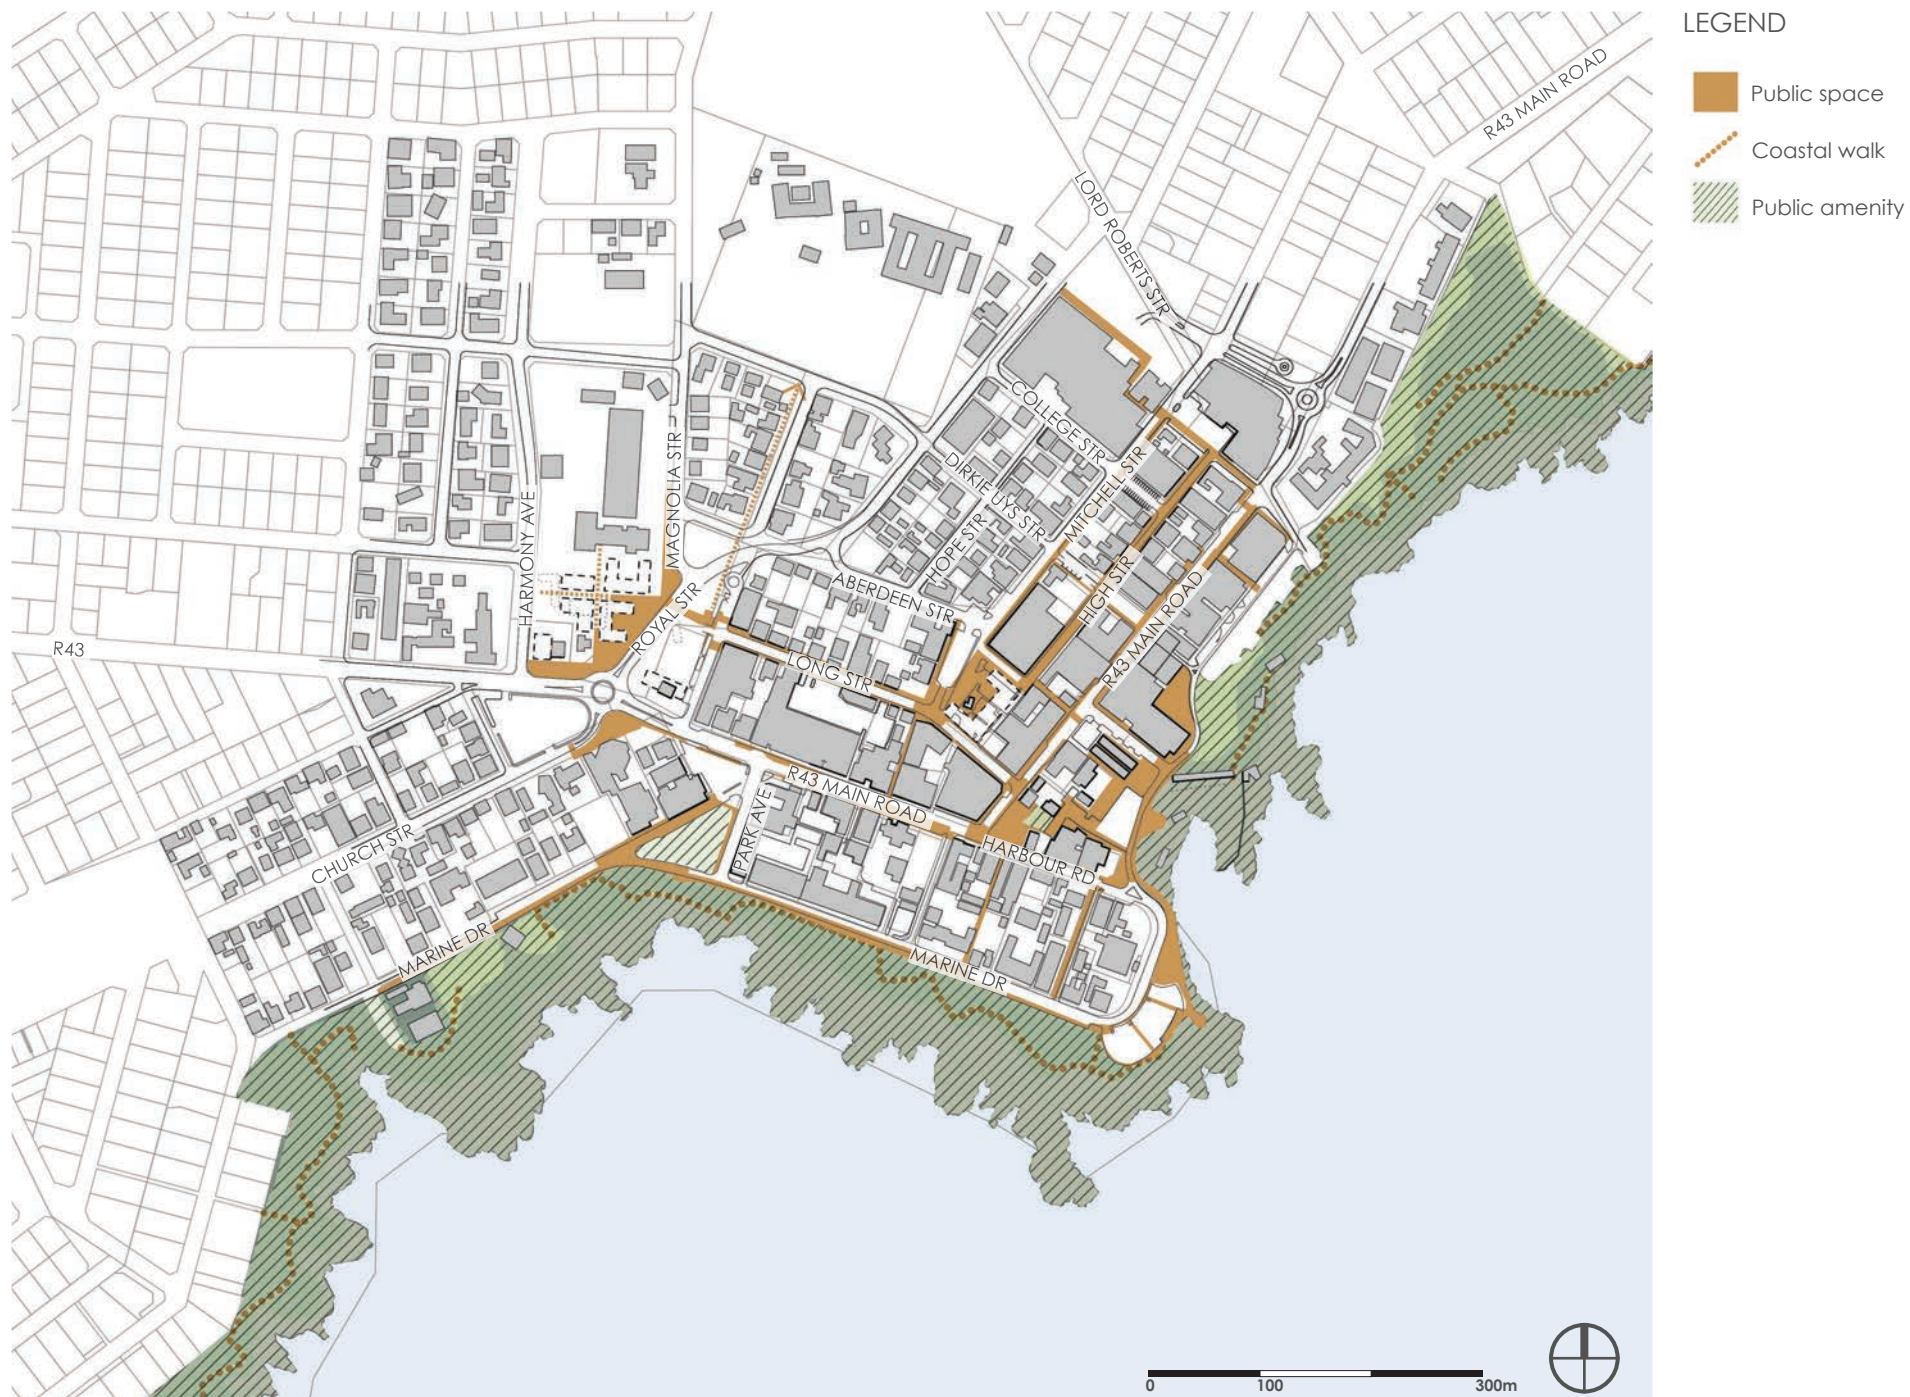 LEGEND
Public space
Coastal walk
Public amenity
R43 MAIN ROAD
LORD ROBERTS STR
COLLEGE STR
MITCHELL STR
DIRKIE UYS STR
HOPE STR
MAGNOLIA STR
HARMONY AVE
ABERDEEN STR
HIGH STR
R43 MAIN ROAD
ROYAL STR
R43
LONG STR
R43 MAIN ROAD
PARK AVE
CHURCH STR
HARBOUR RD
MARINE DR
MARINE DR
0 100 300m